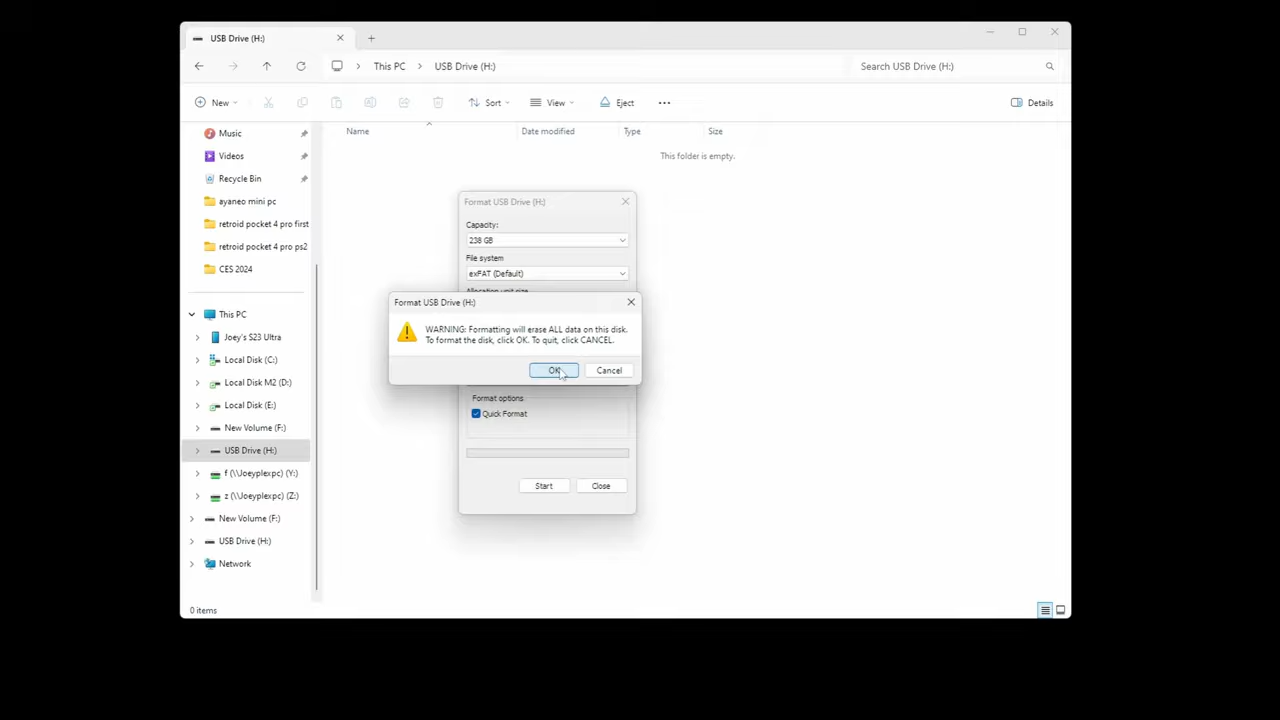 USB Drive (H:)
This PC > USB Drive (H:)
Search USB Drive (H:)
New
Sort
View
Eject
Details
Music
Videos
Recycle Bin
ayaneo mini pc
retroid pocket 4 pro first
retroid pocket 4 pro ps2
CES 2024
This PC
Joey's S23 Ultra
Local Disk (C:)
Local Disk M2 (D:)
Local Disk (E:)
New Volume (F:)
USB Drive (H:)
f (\\Joeyplexpc) (Y:)
z (\\Joeyplexpc) (Z:)
New Volume (F:)
USB Drive (H:)
Network
Name
Date modified
Type
Size
This folder is empty.
Format USB Drive (H:)
Capacity:
238 GB
File system
exFAT (Default)
Allocation unit size
Format USB Drive (H:)
WARNING: Formatting will erase ALL data on this disk.
To format the disk, click OK. To quit, click CANCEL.
OK
Cancel
Format options
Quick Format
Start
Close
0 items